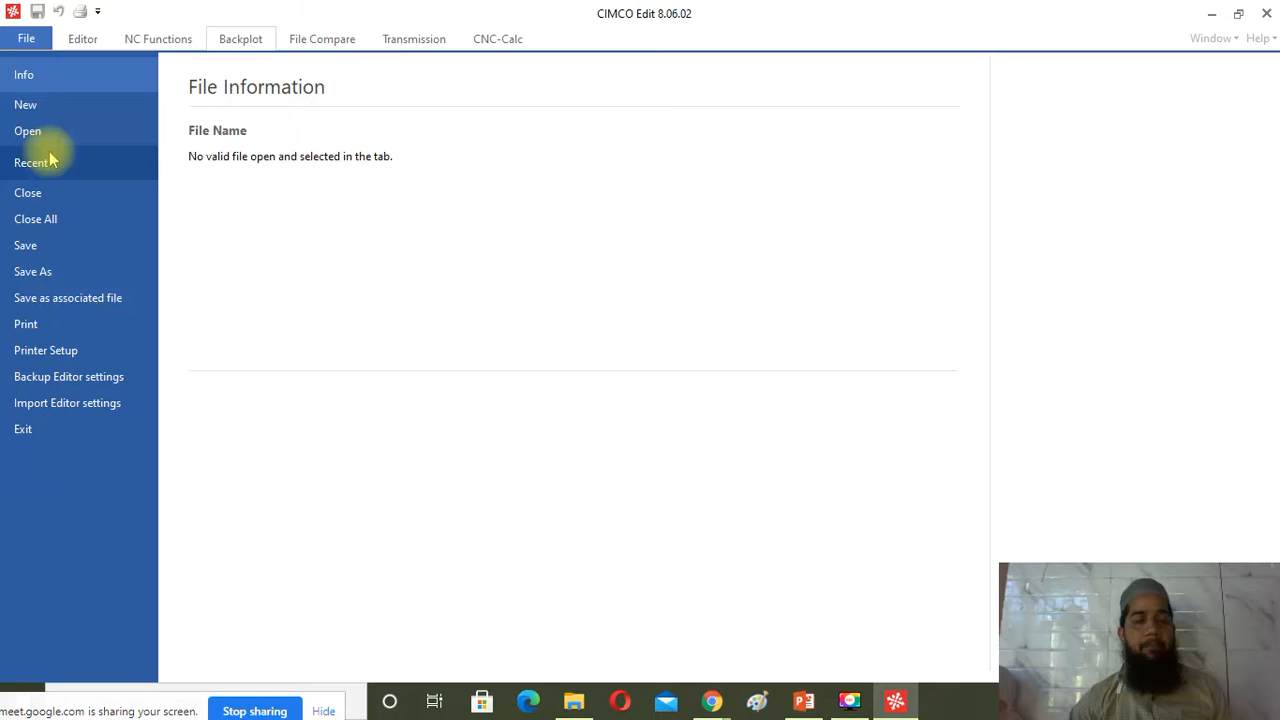 CIMCO Edit 8.06.02
File Editor NC Functions Backplot File Compare Transmission CNC-Calc Window Help
Info
New
Open
Recent
Close
Close All
Save
Save As
Save as associated file
Print
Printer Setup
Backup Editor settings
Import Editor settings
Exit
File Information
File Name
No valid file open and selected in the tab.
meet.google.com is sharing your screen. Stop sharing Hide